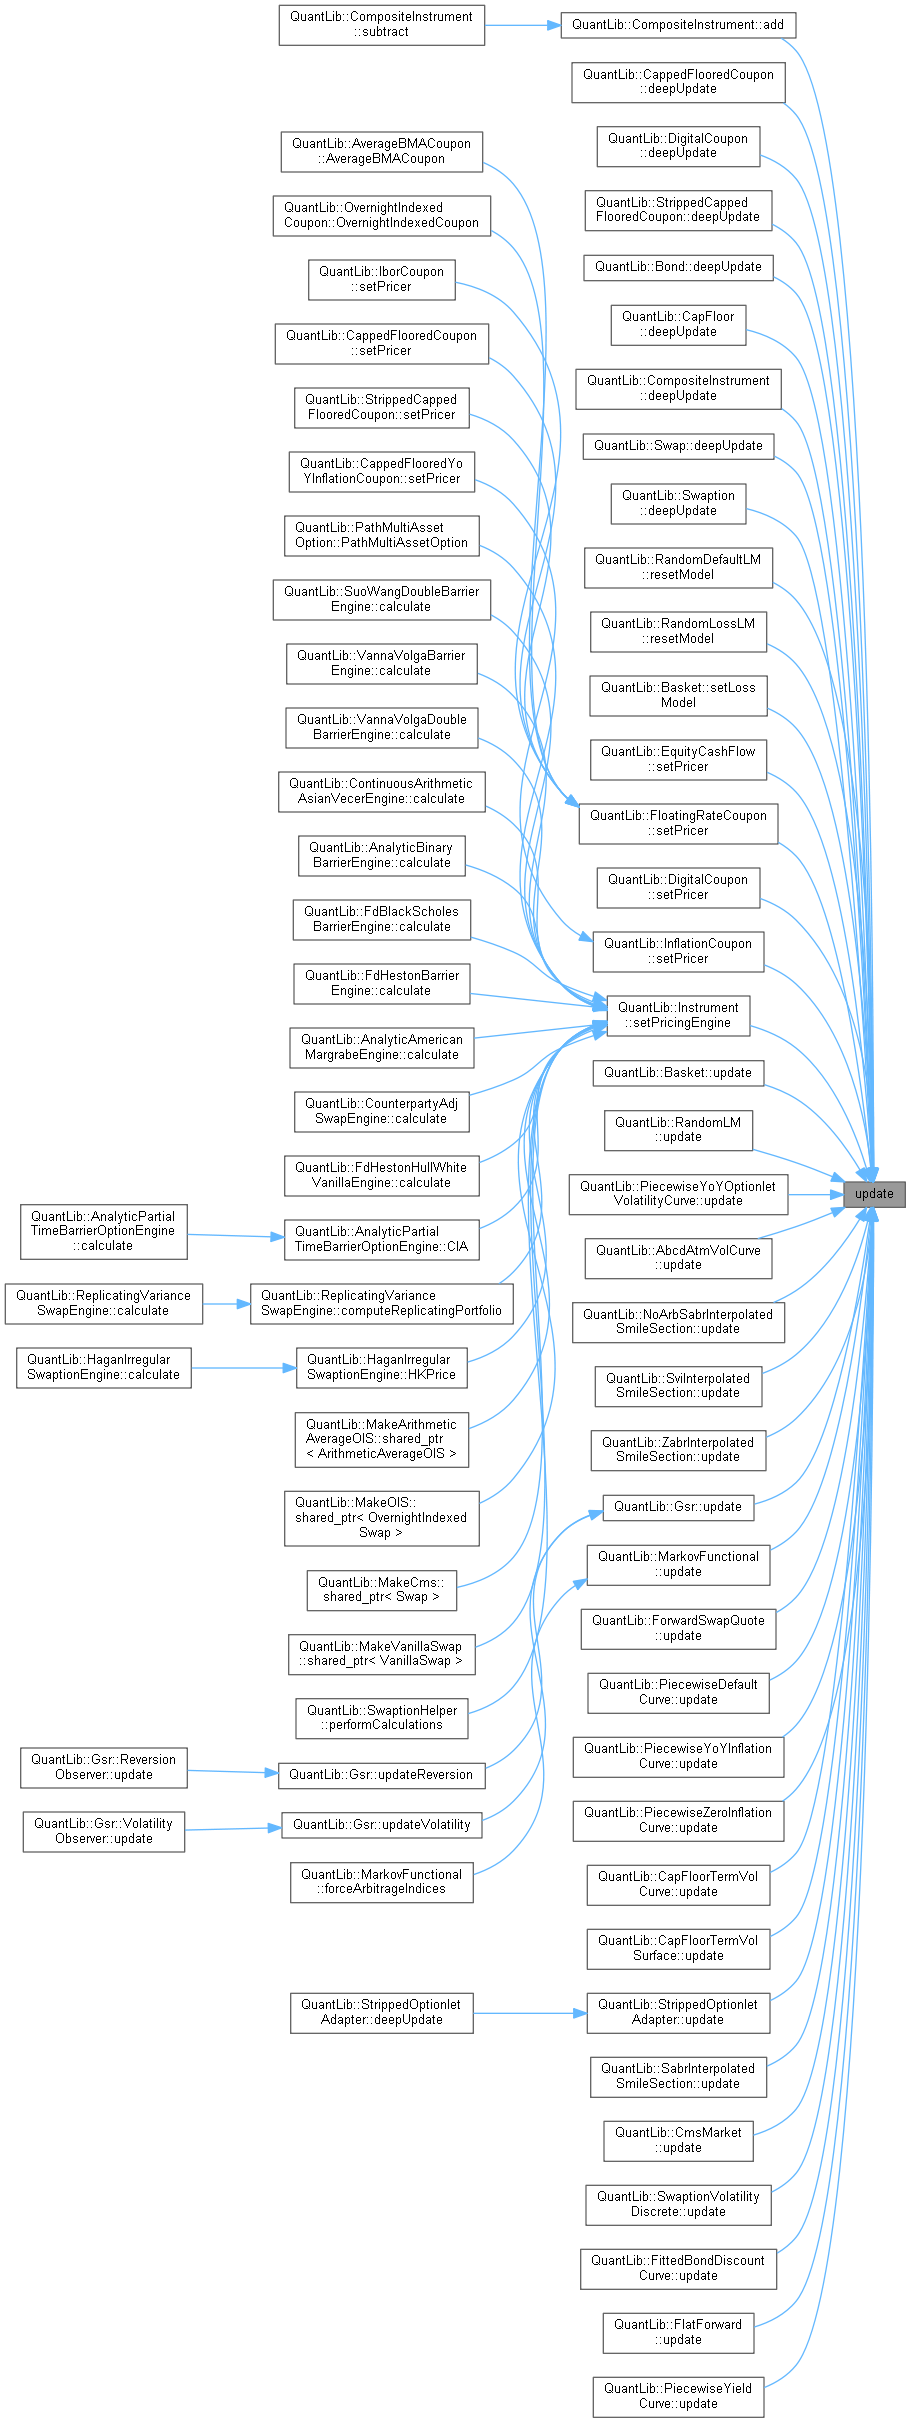 QuantLib::CompositeInstrument
::subtract
QuantLib::CompositeInstrument::add
QuantLib::CappedFlooredCoupon
::deepUpdate
QuantLib::DigitalCoupon
::deepUpdate
QuantLib::AverageBMACoupon
::AverageBMACoupon
QuantLib::StrippedCapped
FlooredCoupon::deepUpdate
QuantLib::OvernightIndexed
Coupon::OvernightIndexedCoupon
QuantLib::Bond::deepUpdate
QuantLib::IborCoupon
::setPricer
QuantLib::CapFloor
::deepUpdate
QuantLib::CappedFlooredCoupon
::setPricer
QuantLib::CompositeInstrument
::deepUpdate
QuantLib::StrippedCapped
FlooredCoupon::setPricer
QuantLib::Swap::deepUpdate
QuantLib::CappedFlooredYo
YInflationCoupon::setPricer
QuantLib::Swaption
::deepUpdate
QuantLib::PathMultiAsset
Option::PathMultiAssetOption
QuantLib::RandomDefaultLM
::resetModel
QuantLib::SuoWangDoubleBarrier
Engine::calculate
QuantLib::RandomLossLM
::resetModel
QuantLib::VannaVolgaBarrier
Engine::calculate
QuantLib::Basket::setLoss
Model
QuantLib::VannaVolgaDouble
BarrierEngine::calculate
QuantLib::EquityCashFlow
::setPricer
QuantLib::ContinuousArithmetic
AsianVecerEngine::calculate
QuantLib::FloatingRateCoupon
::setPricer
QuantLib::AnalyticBinary
BarrierEngine::calculate
QuantLib::DigitalCoupon
::setPricer
QuantLib::FdBlackScholes
BarrierEngine::calculate
QuantLib::InflationCoupon
::setPricer
QuantLib::FdHestonBarrier
Engine::calculate
QuantLib::Instrument
::setPricingEngine
QuantLib::AnalyticAmerican
MargrabeEngine::calculate
QuantLib::Basket::update
QuantLib::CounterpartyAdj
SwapEngine::calculate
QuantLib::RandomLM
::update
QuantLib::FdHestonHullWhite
VanillaEngine::calculate
QuantLib::PiecewiseYoYOptionlet
VolatilityCurve::update
update
QuantLib::AnalyticPartial
TimeBarrierOptionEngine
::calculate
QuantLib::AnalyticPartial
TimeBarrierOptionEngine::CIA
QuantLib::AbcdAtmVolCurve
::update
QuantLib::ReplicatingVariance
SwapEngine::calculate
QuantLib::ReplicatingVariance
SwapEngine::computeReplicatingPortfolio
QuantLib::NoArbSabrInterpolated
SmileSection::update
QuantLib::HaganIrregular
SwaptionEngine::calculate
QuantLib::HaganIrregular
SwaptionEngine::HKPrice
QuantLib::SviInterpolated
SmileSection::update
QuantLib::MakeArithmetic
AverageOIS::shared_ptr
< ArithmeticAverageOIS >
QuantLib::ZabrInterpolated
SmileSection::update
QuantLib::MakeOIS::
shared_ptr< OvernightIndexed
Swap >
QuantLib::Gsr::update
QuantLib::MakeCms::
shared_ptr< Swap >
QuantLib::MarkovFunctional
::update
QuantLib::MakeVanillaSwap
::shared_ptr< VanillaSwap >
QuantLib::ForwardSwapQuote
::update
QuantLib::SwaptionHelper
::performCalculations
QuantLib::PiecewiseDefault
Curve::update
QuantLib::Gsr::Reversion
Observer::update
QuantLib::Gsr::updateReversion
QuantLib::PiecewiseYoYInflation
Curve::update
QuantLib::Gsr::Volatility
Observer::update
QuantLib::Gsr::updateVolatility
QuantLib::PiecewiseZeroInflation
Curve::update
QuantLib::MarkovFunctional
::forceArbitrageIndices
QuantLib::CapFloorTermVol
Curve::update
QuantLib::CapFloorTermVol
Surface::update
QuantLib::StrippedOptionlet
Adapter::deepUpdate
QuantLib::StrippedOptionlet
Adapter::update
QuantLib::SabrInterpolated
SmileSection::update
QuantLib::CmsMarket
::update
QuantLib::SwaptionVolatility
Discrete::update
QuantLib::FittedBondDiscount
Curve::update
QuantLib::FlatForward
::update
QuantLib::PiecewiseYield
Curve::update